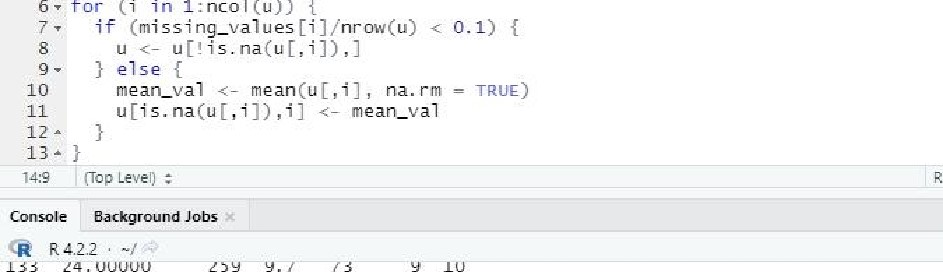 6 for (i in 1:ncol(u)) {
7 if (missing_values[i]/nrow(u) < 0.1) {
8 u <- u[!is.na(u[,i]),]
9 } else {
10 mean_val <- mean(u[,i], na.rm = TRUE)
11 u[is.na(u[,i]),i] <- mean_val
12 }
13 }
14:9 (Top Level) R
Console Background Jobs
R R 4.2.2 · ~/
133 24.00000 259 9.7 73 9 10